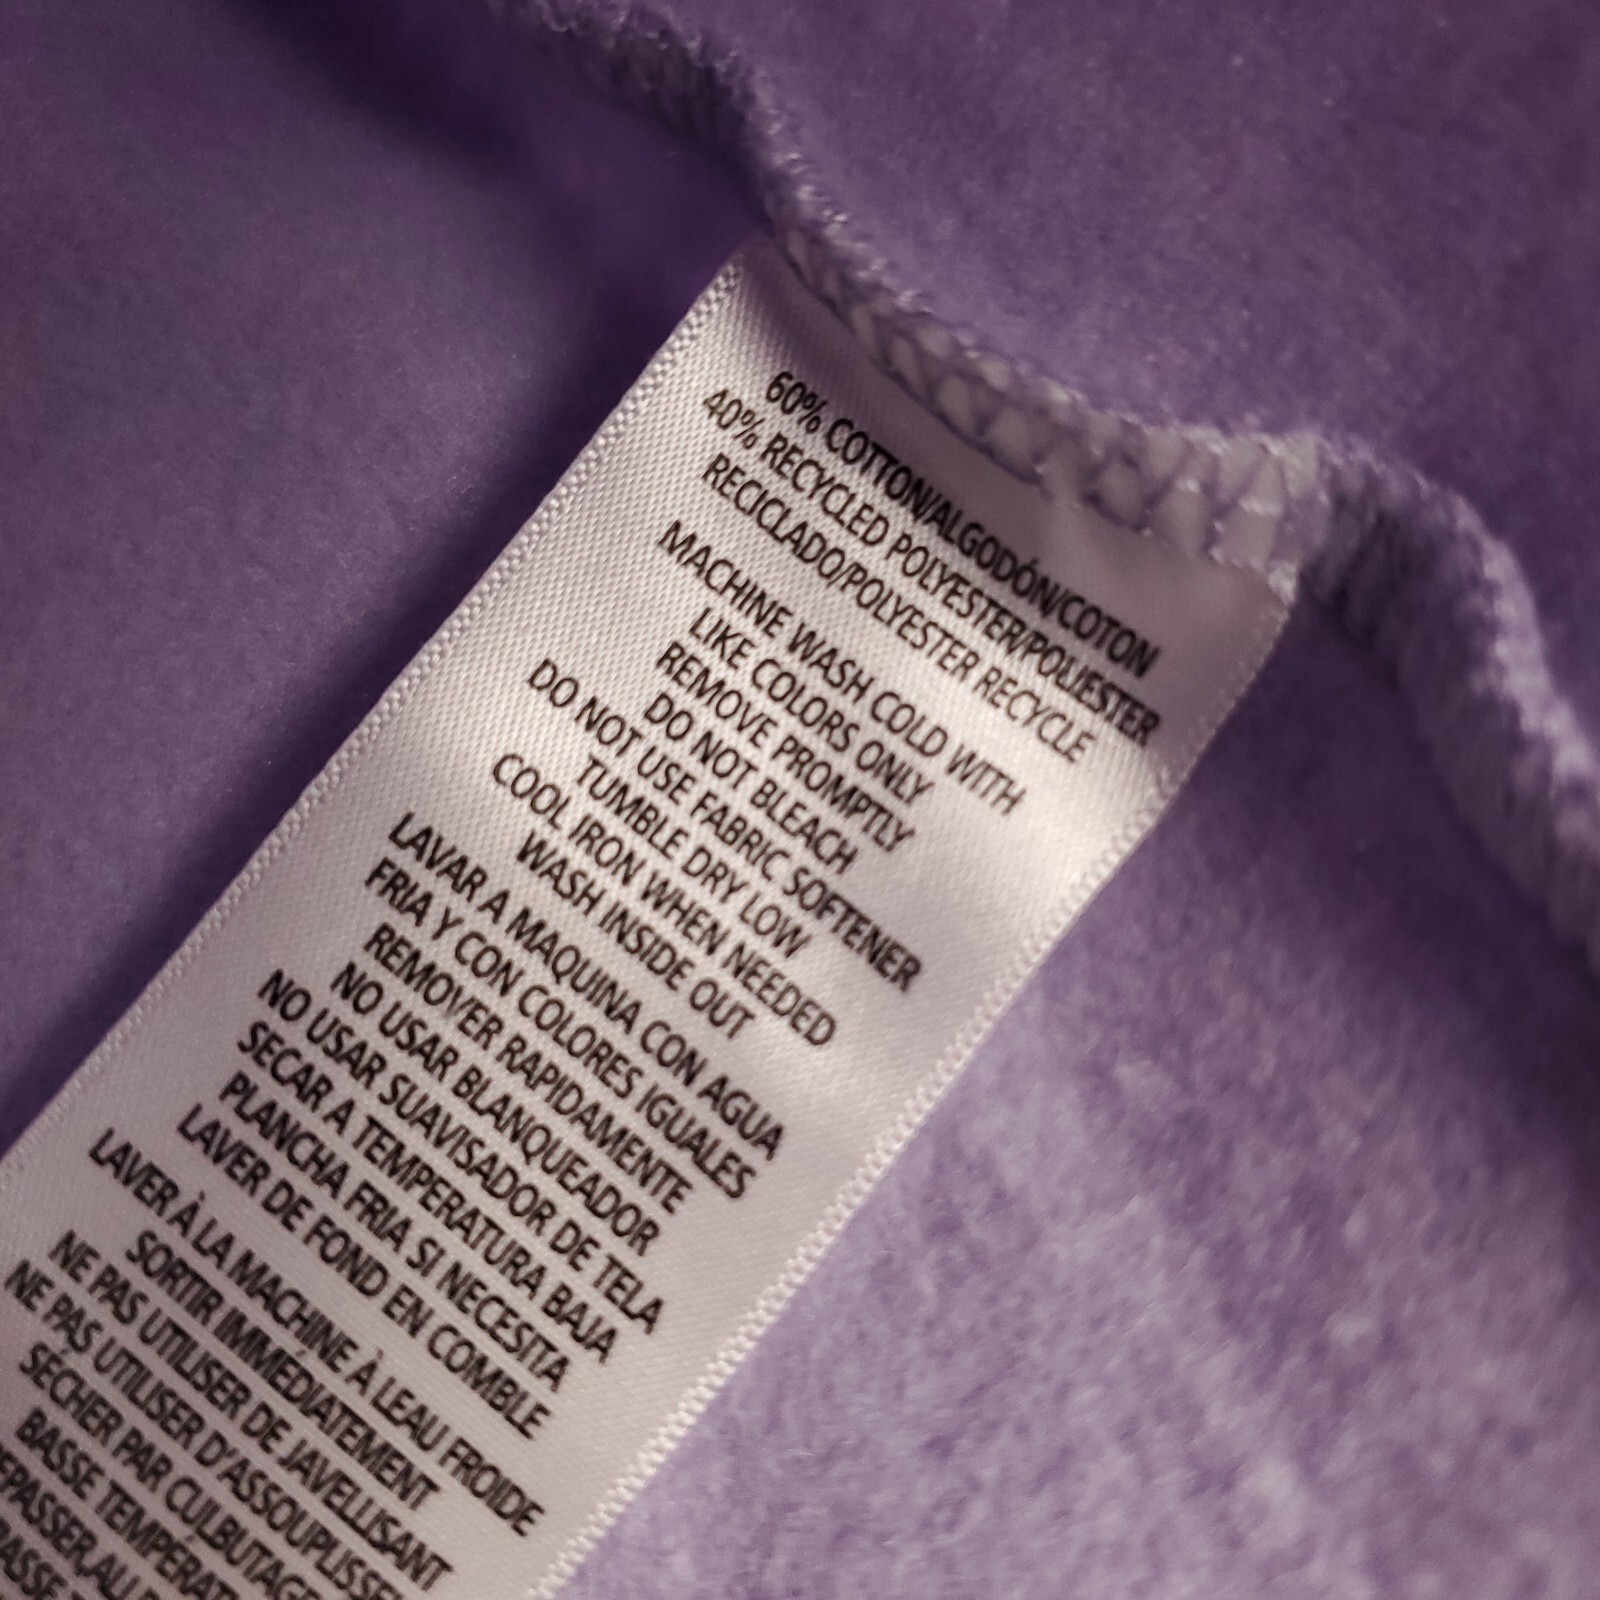 60% COTTON/ALGODÓN/COTON
40% RECYCLED POLYESTER/POLIESTER
RECICLADO/POLYESTER RECYCLE
MACHINE WASH COLD WITH
LIKE COLORS ONLY
REMOVE PROMPTLY
DO NOT BLEACH
DO NOT USE FABRIC SOFTENER
TUMBLE DRY LOW
COOL IRON WHEN NEEDED
WASH INSIDE OUT
LAVAR A MAQUINA CON AGUA
FRIA Y CON COLORES IGUALES
REMOVER RAPIDAMENTE
NO USAR BLANQUEADOR
NO USAR SUAVISADOR DE TELA
SECAR A TEMPERATURA BAJA
PLANCHA FRIA SI NECESITA
LAVER DE FOND EN COMBLE
LAVER À LA MACHINE À LEAU FROIDE
SORTIR IMMÉDIATEMENT
NE PAS UTILISER DE JAVELLISANT
NE PAS UTILISER D'ASSOUPLISSE
SÉCHER PAR CULBUTAGE
BASSE